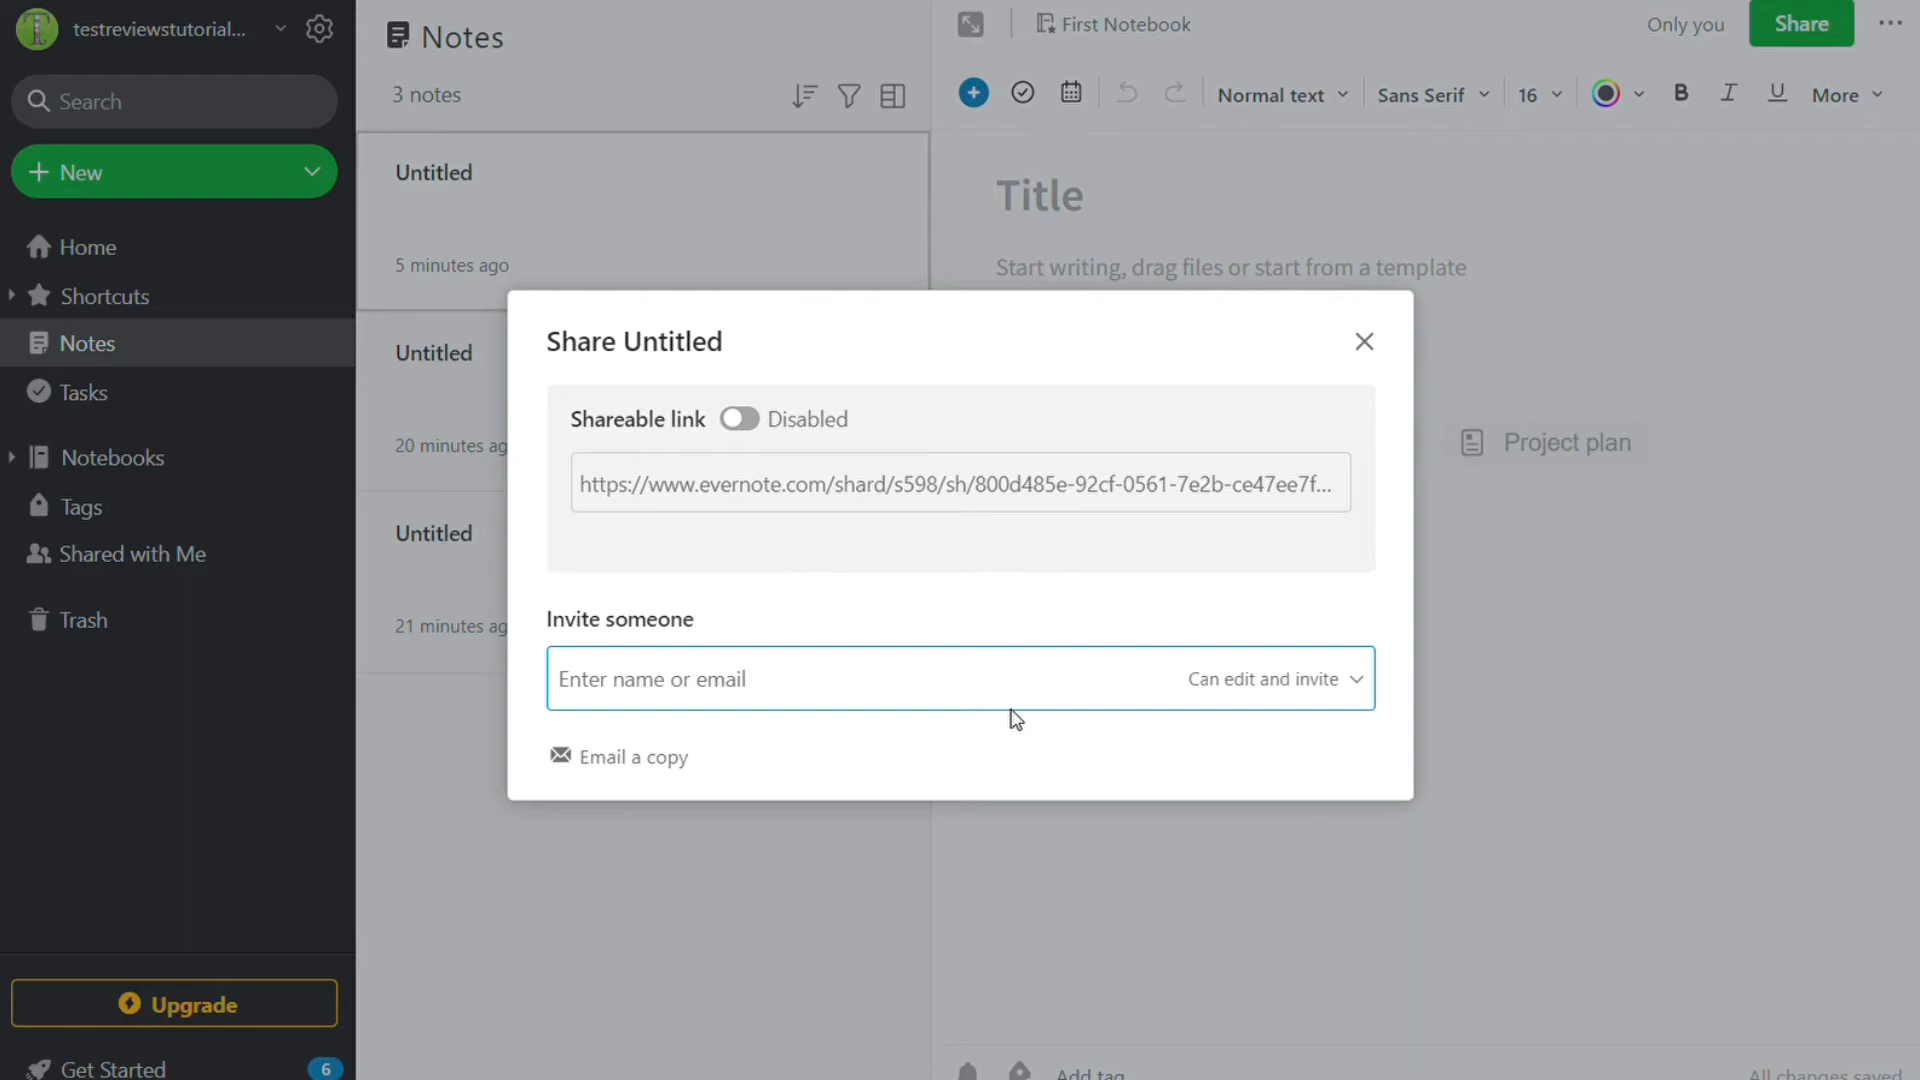 testreviewstutorial...
Search
New
Home
Shortcuts
Notes
Tasks
Notebooks
Tags
Shared with Me
Trash
Upgrade
Get Started
6
Notes
3 notes
Untitled
5 minutes ago
Untitled
20 minutes ag
Untitled
21 minutes ag
First Notebook
Only you
Share
Normal text
Sans Serif
16
B I U More
Title
Start writing, drag files or start from a template
Project plan
Share Untitled
Shareable link Disabled
https://www.evernote.com/shard/s598/sh/800d485e-92cf-0561-7e2b-ce47ee7f...
Invite someone
Enter name or email
Can edit and invite
Email a copy
Add tag
All changes saved